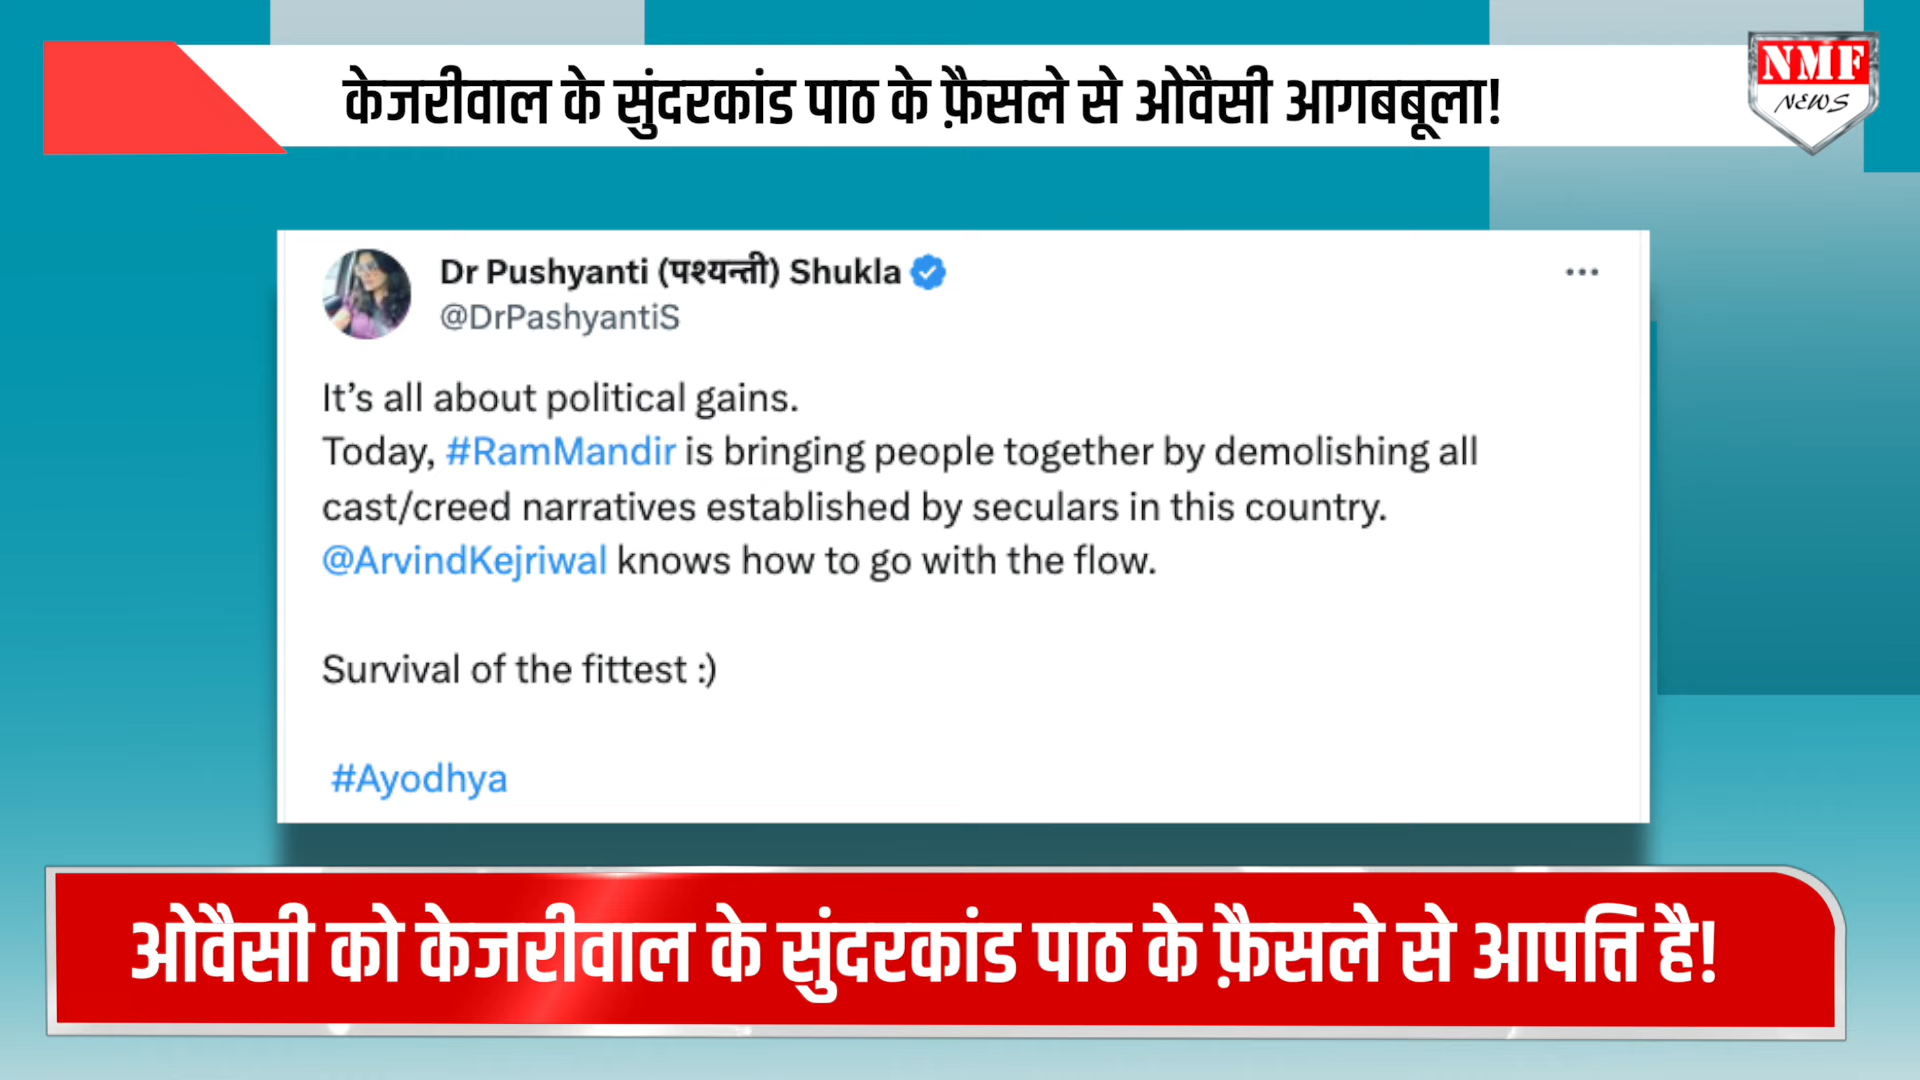 केजरीवाल के सुंदरकांड पाठ के फ़ैसले से ओवैसी आगबबूला!
NMF
NEWS
Dr Pushyanti (पश्यन्ती) Shukla
@DrPashyantiS
It’s all about political gains.
Today, #RamMandir is bringing people together by demolishing all
cast/creed narratives established by seculars in this country.
@ArvindKejriwal knows how to go with the flow.
Survival of the fittest :)
#Ayodhya
ओवैसी को केजरीवाल के सुंदरकांड पाठ के फ़ैसले से आपत्ति है!